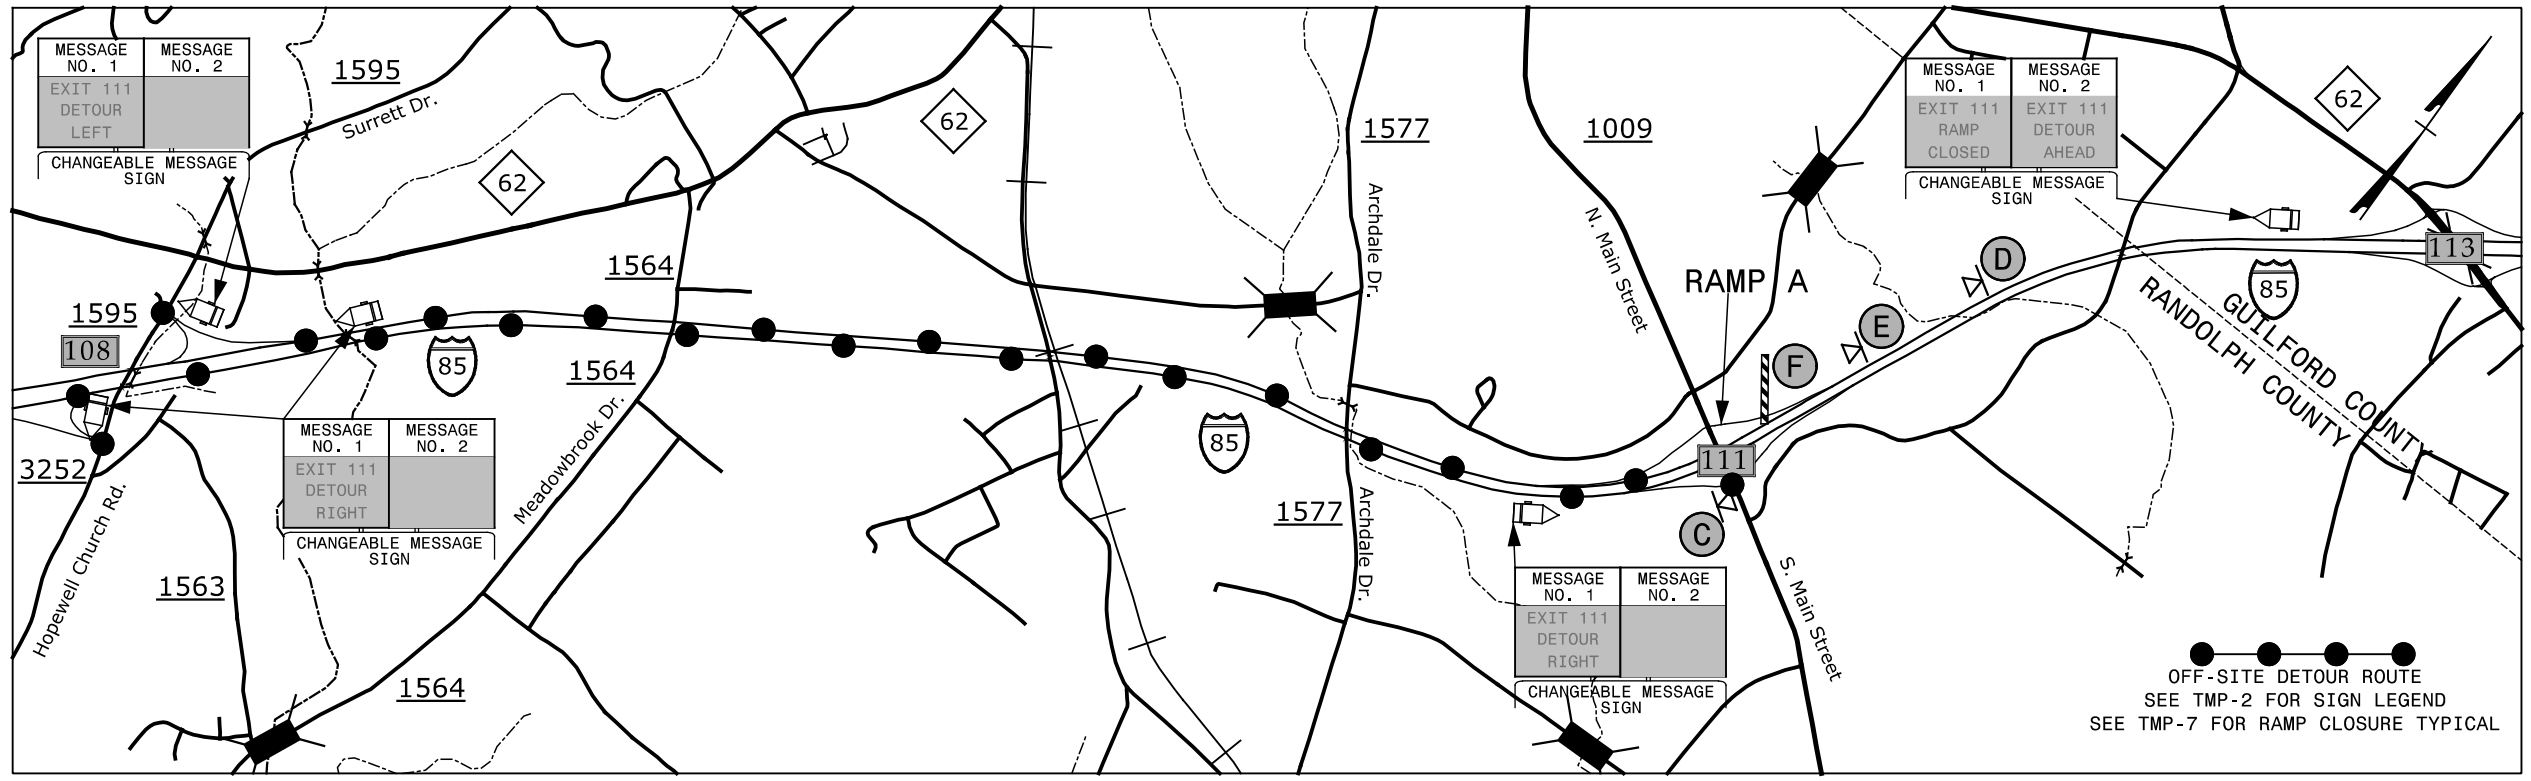 MESSAGE NO. 1
MESSAGE NO. 2
EXIT 111
DETOUR
LEFT
CHANGEABLE MESSAGE
SIGN
1595
Surrett Dr.
62
62
1577
1009
MESSAGE NO. 1
MESSAGE NO. 2
EXIT 111
RAMP
CLOSED
EXIT 111
DETOUR
AHEAD
CHANGEABLE MESSAGE
SIGN
62
113
Archdale Dr.
N. Main Street
1564
RAMP A
D
85
GUILFORD COUNTY
RANDOLPH COUNTY
1595
108
85
1564
E
F
85
111
3252
MESSAGE NO. 1
MESSAGE NO. 2
EXIT 111
DETOUR
RIGHT
CHANGEABLE MESSAGE
SIGN
Meadowbrook Dr.
1577
Archdale Dr.
C
Hopewell Church Rd.
1563
MESSAGE NO. 1
MESSAGE NO. 2
EXIT 111
DETOUR
RIGHT
CHANGEABLE MESSAGE
SIGN
S. Main Street
1564
OFF-SITE DETOUR ROUTE
SEE TMP-2 FOR SIGN LEGEND
SEE TMP-7 FOR RAMP CLOSURE TYPICAL